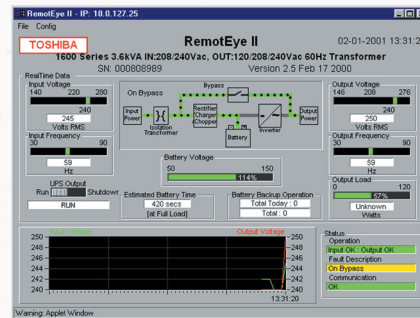 RemotEye II - IP: 10.0.127.25
File Config
TOSHIBA
RemotEye II
02-01-2001 13:31:2
1600 Series 3.6kVA IN:208/240Vac, OUT:120/208/240Vac 60Hz Transformer
SN: 000808989
Version 2.5 Feb 17 2000
RealTime Data
Input Voltage
140 220 280
240
245
Volts RMS
Input Frequency
30 90
59
Hz
UPS Output
Run Shutdown
RUN
On Bypass
Bypass
Input Power
Isolation Transformer
Rectifier Charger Chopper
Battery
Inverter
Output Power
Battery Voltage
50 150
114%
Estimated Battery Time
420 secs
[at Full Load]
Battery Backup Operation
Total Today : 0
Total : 0
Output Voltage
146 208 276
240
250
Volts RMS
Output Frequency
30 90
59
Hz
Output Load
0 120
57%
Unknown
Watts
Input Voltage
Output Voltage
250
248
246
244
242
240
250
248
246
244
242
240
13:31:20
Status
Operation
Input OK : Output OK
Fault Description
On Bypass
Communication
OK
Warning: Applet Window